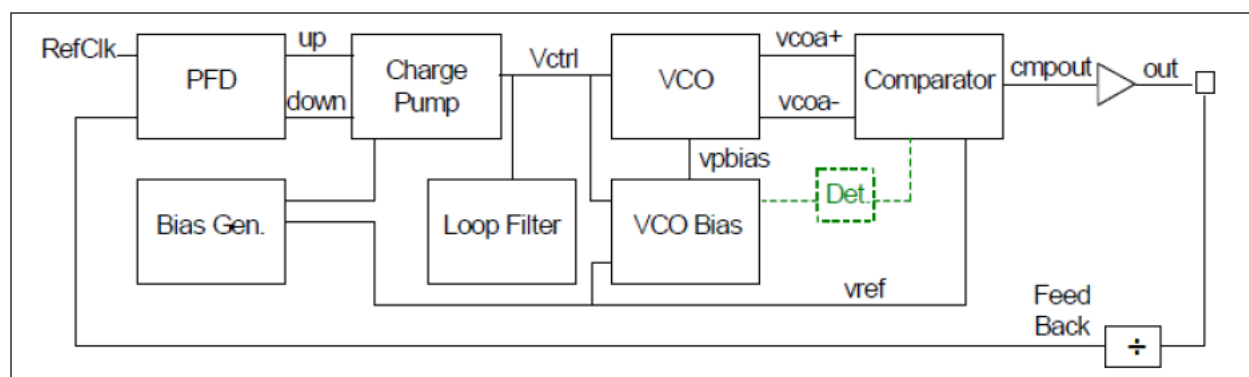 RefClk
PFD
up
down
Charge
Pump
Vctrl
VCO
vcoa+
vcoa-
Comparator
cmpout
out
vpbias
Det.
Bias Gen.
Loop Filter
VCO Bias
vref
Feed
Back
÷